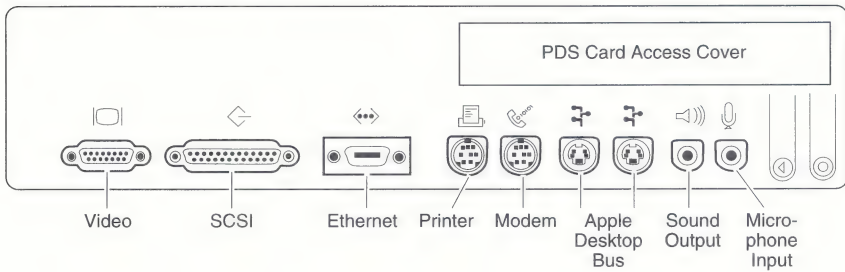 PDS Card Access Cover
Video
SCSI
Ethernet
Printer
Modem
Apple
Desktop
Bus
Sound
Output
Micro-
phone
Input